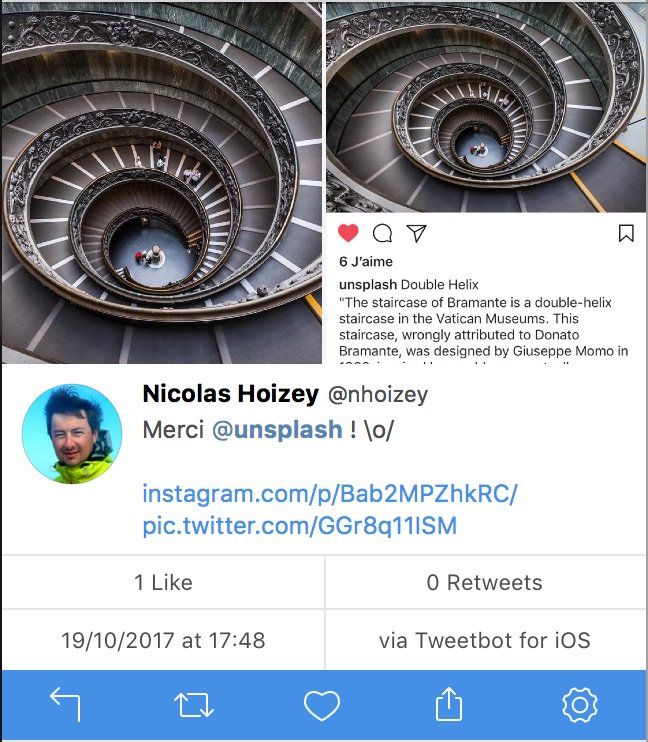 6 J’aime
unsplash Double Helix
"The staircase of Bramante is a double-helix
staircase in the Vatican Museums. This
staircase, wrongly attributed to Donato
Bramante, was designed by Giuseppe Momo in
Nicolas Hoizey @nhoizey
Merci @unsplash ! \o/
instagram.com/p/Bab2MPZhkRC/
pic.twitter.com/GGr8q11ISM
1 Like
0 Retweets
19/10/2017 at 17:48
via Tweetbot for iOS